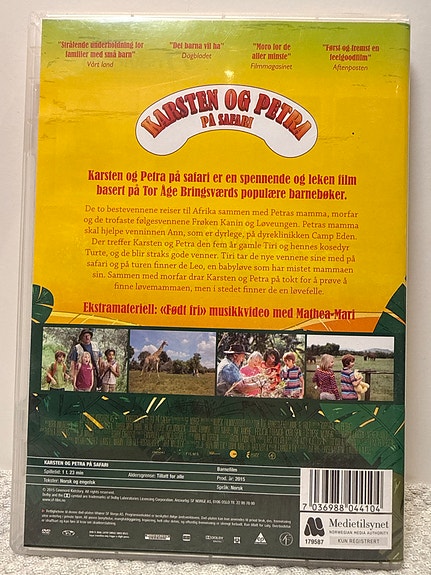 "Strålende underholdning for
familier med små barn"
Vårt land
"Det barna vil ha"
Dagbladet
"Moro for de
aller minste"
Filmmagasinet
"Først og fremst en
feelgoodfilm"
Aftenposten
KARSTEN OG PETRA
PÅ SAFARI
Karsten og Petra på safari er en spennende og leken film
basert på Tor Åge Bringsværds populære barnebøker.
De to bestevennene reiser til Afrika sammen med Petras mamma, morfar
og de trofaste følgesvennene Frøken Kanin og Løveungen. Petras mamma
skal hjelpe venninnen Ann, som er dyrlege, på dyreklinikken Camp Eden.
Der treffer Karsten og Petra den fem år gamle Tiri og hennes kosedyr
Turte, og de blir straks gode venner. Tiri tar de nye vennene sine med på
safari og på turen finner de Leo, en babyløve som har mistet mammaen
sin. Sammen med morfar drar Karsten og Petra på tokt for å prøve å
finne løvemammaen, men i stedet finner de en løvefelle.
Ekstramateriell: «Født fri» musikkvideo med Mathea-Mari
KARSTEN OG PETRA PÅ SAFARI
Spilletid: 1 t. 23 min
Tekster: Norsk og engelsk
Aldersgrense: Tillatt for alle
Barnefilm
Prod. år: 2015
Språk: Norsk
7 036988 044104
179587
Medietilsynet
NORWEGIAN MEDIA AUTHORITY
KUN REGISTRERT